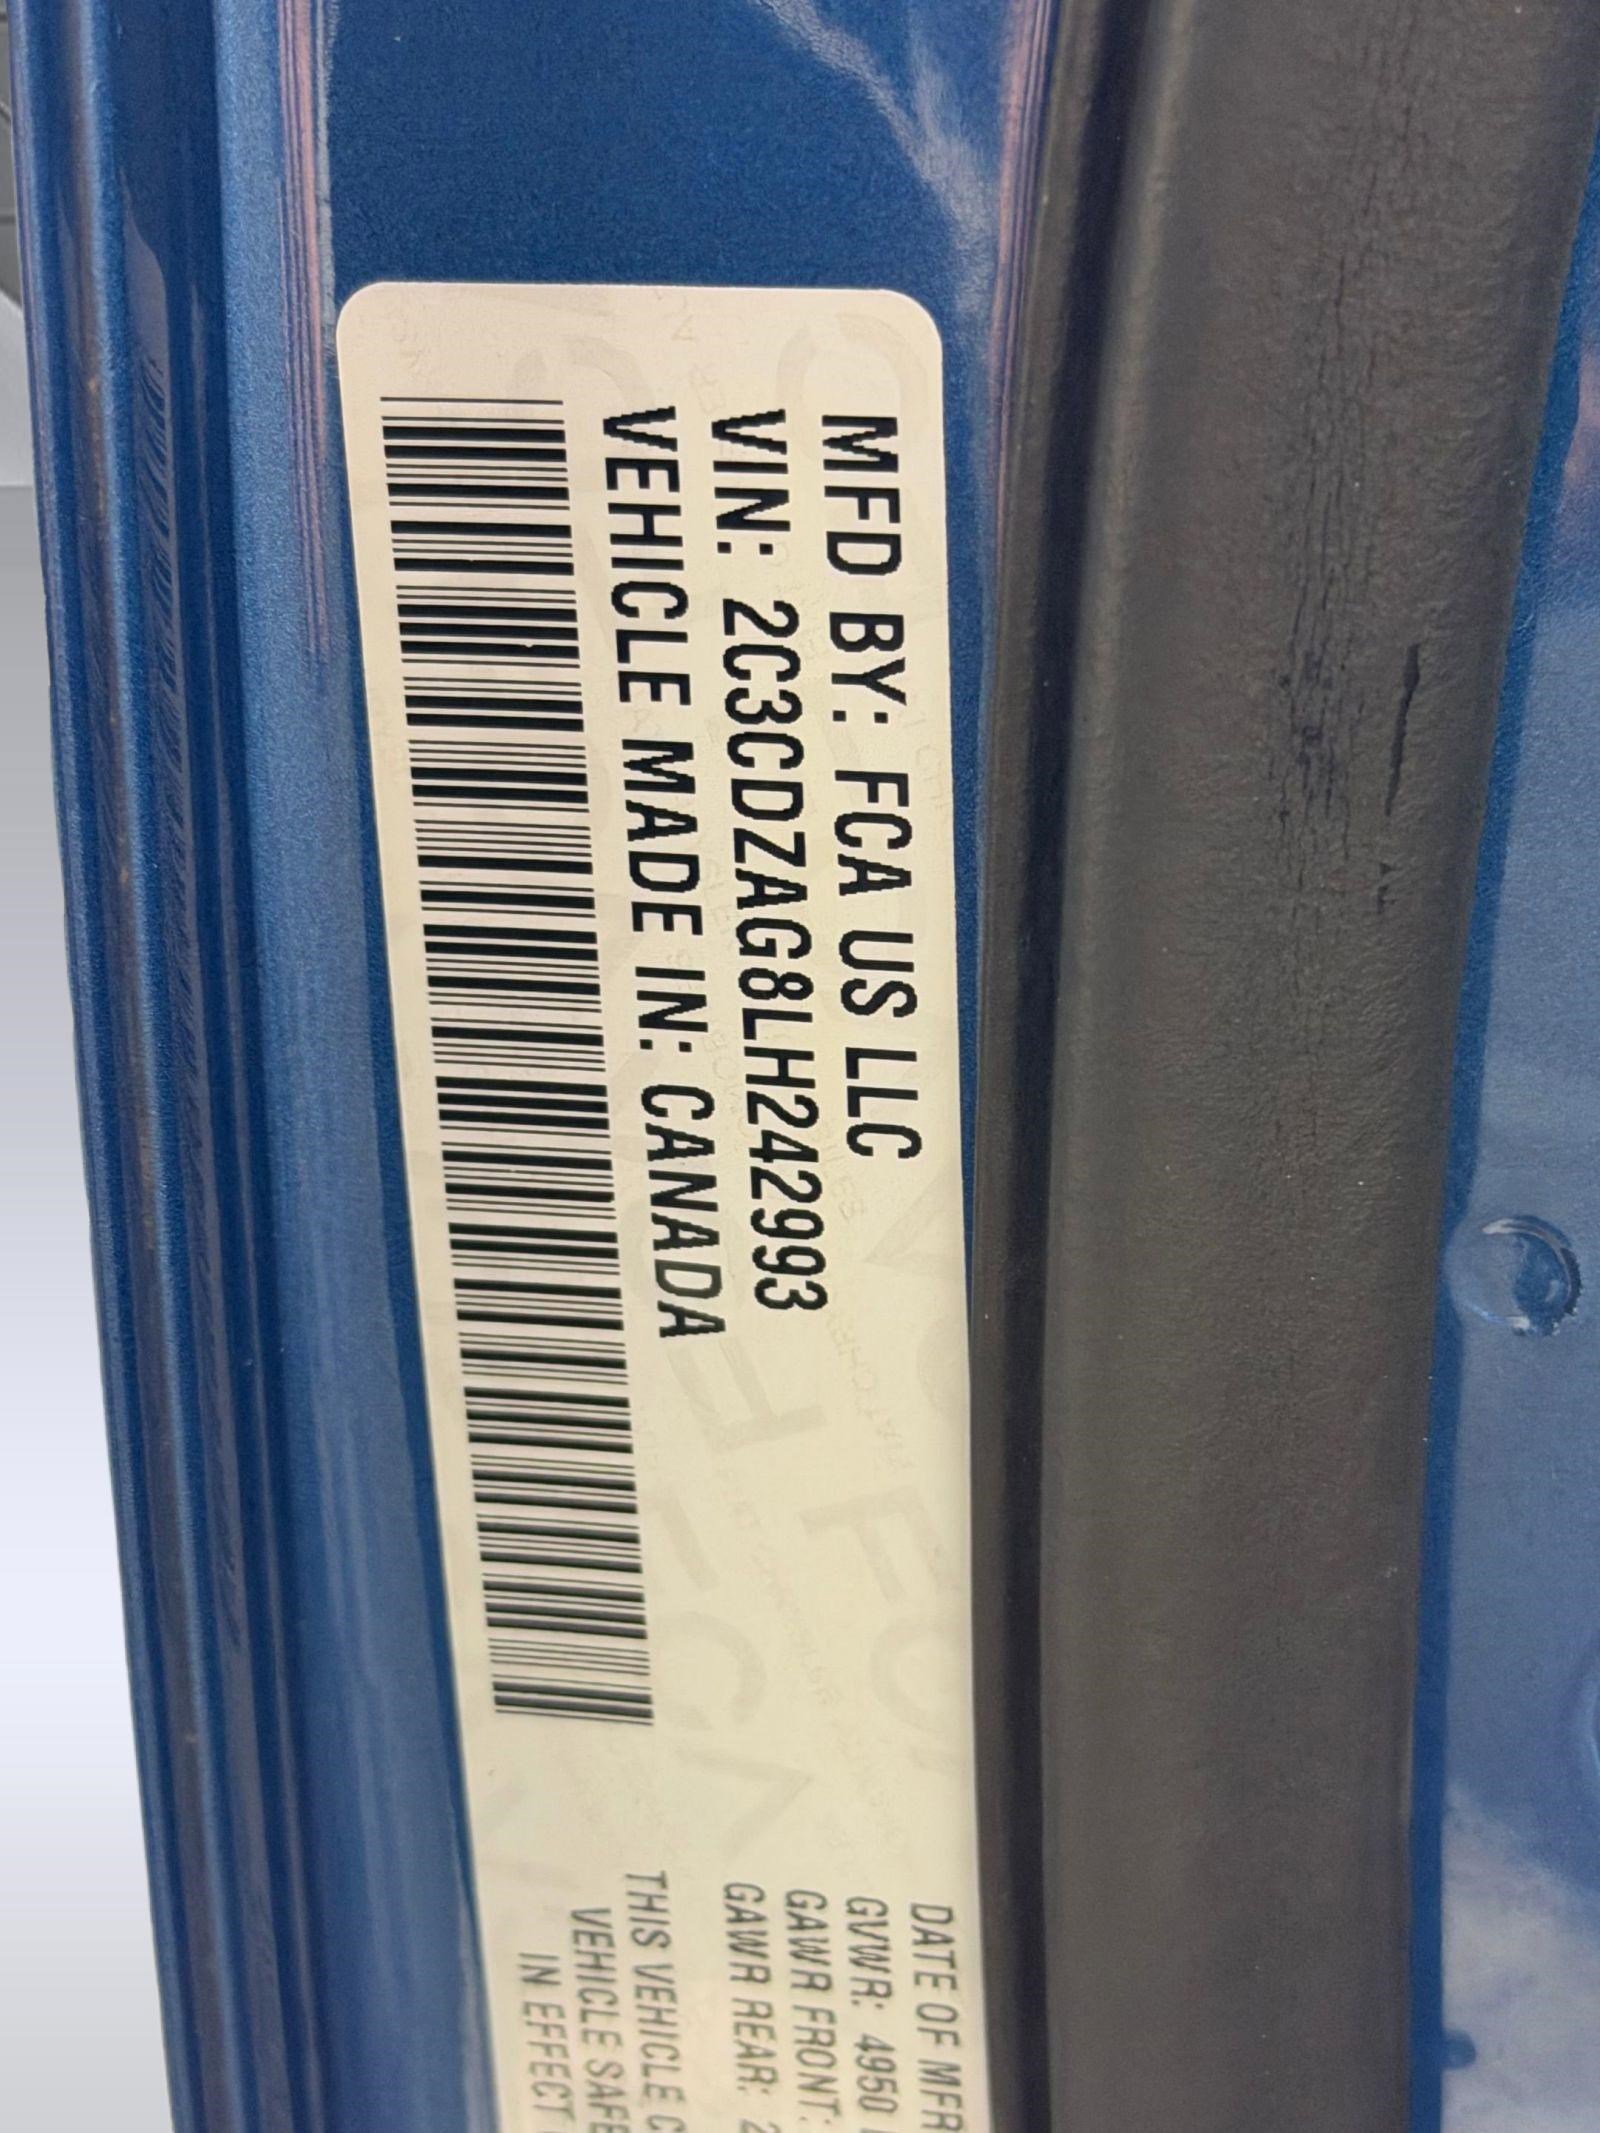 MFD BY: FCA US LLC
VIN: 2C3CDZAG8LH242993
VEHICLE MADE IN: CANADA
DATE OF MFR
GVWR: 4950
GAWR FRONT:
GAWR REAR: 2
THIS VEHICLE C
VEHICLE SAFE
IN EFFECT